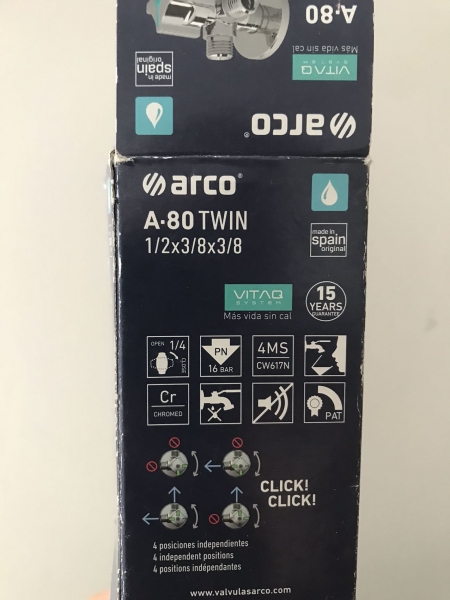 A·80
Más vida sin cal
VITAQ
SYSTEM
made in
spain
original
arco®
arco®
A·80 TWIN
1/2x3/8x3/8
made in
spain
original
VITAQ
SYSTEM
Más vida sin cal
15
YEARS
GUARANTEE
OPEN 1/4
CLOSE
PN
16 BAR
4MS
CW617N
Cr
CHROMED
PAT
CLICK!
CLICK!
4 posiciones independientes
4 independent positions
4 positions indépendantes
www.valvulasarco.com